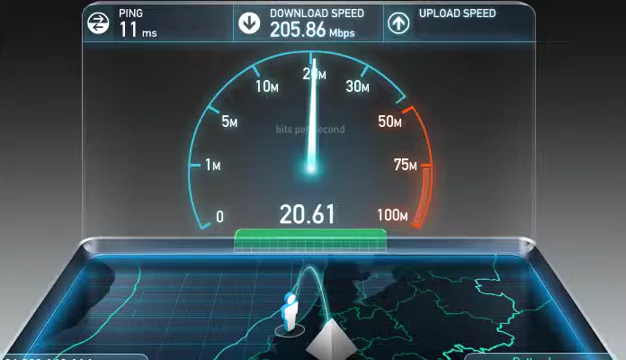 PING
11 ms
DOWNLOAD SPEED
205.86 Mbps
UPLOAD SPEED
20M
10M
30M
5M
50M
bits per second
1M
75M
0
20.61
100M